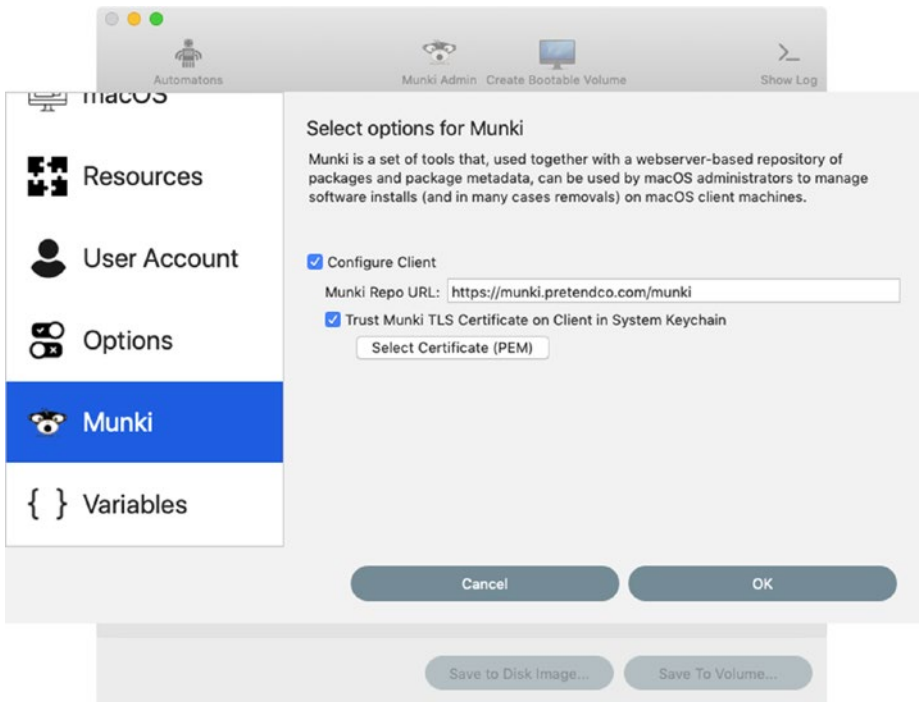 Automatons
Munki Admin
Create Bootable Volume
Show Log
macOS
Resources
User Account
Options
Munki
{ } Variables
Select options for Munki
Munki is a set of tools that, used together with a webserver-based repository of
packages and package metadata, can be used by macOS administrators to manage
software installs (and in many cases removals) on macOS client machines.
Configure Client
Munki Repo URL: https://munki.pretendco.com/munki
Trust Munki TLS Certificate on Client in System Keychain
Select Certificate (PEM)
Cancel
OK
Save to Disk Image...
Save To Volume...